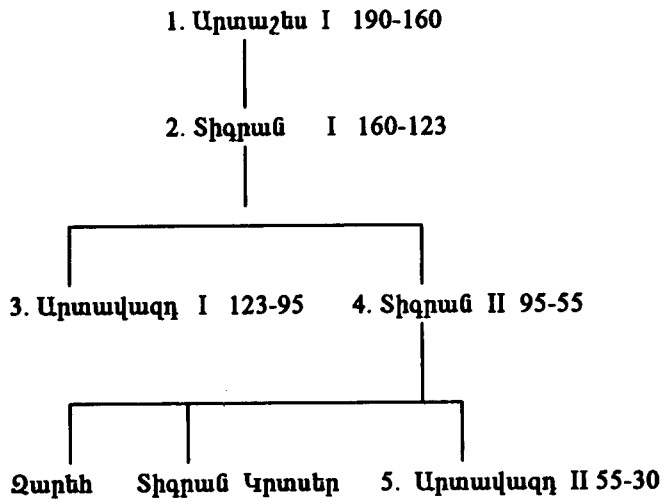 1. Արտաշես I 190-160
2. Տիգրան I 160-123
3. Արտավազդ I 123-95 4. Տիգրան II 95-55
Զարեհ Տիգրան Կրտսեր 5. Արտավազդ II 55-30